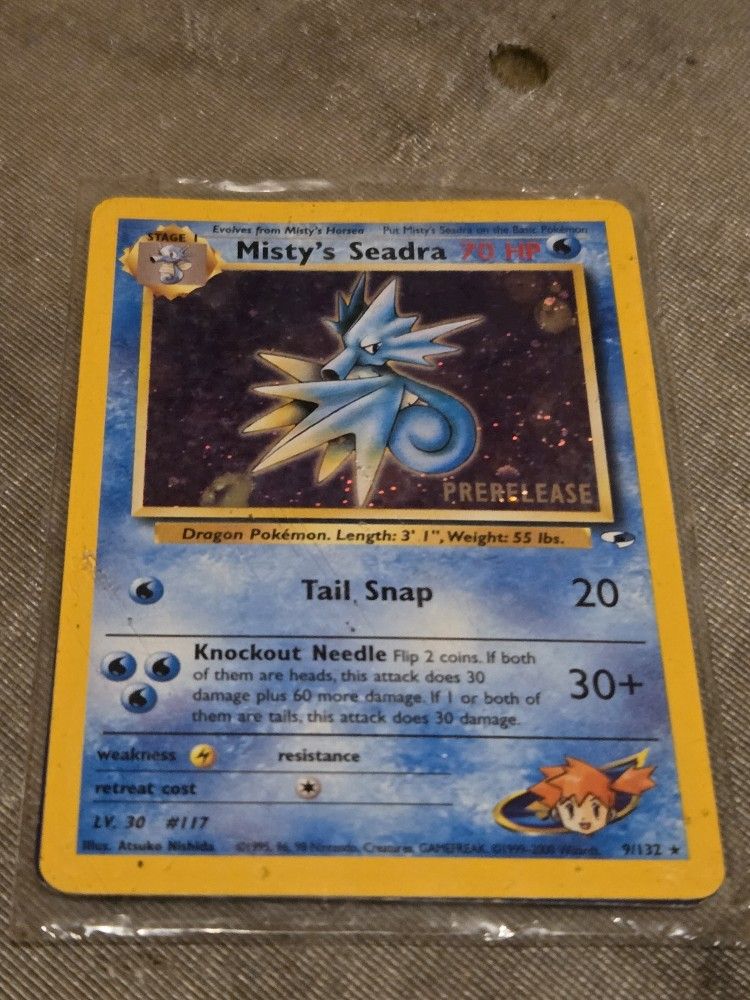 Evolves from Misty's Horsea Put Misty's Seadra on the Basic Pokémon
STAGE 1
Misty's Seadra 70 HP
PRERELEASE
Dragon Pokémon. Length: 3' 1", Weight: 55 lbs.
Tail Snap 20
Knockout Needle Flip 2 coins. If both
of them are heads, this attack does 30
damage plus 60 more damage. If 1 or both of
them are tails, this attack does 30 damage.
30+
weakness resistance
retreat cost
LV. 30 #117
Illus. Atsuko Nishida ©1995, 96, 98 Nintendo, Creatures, GAMEFREAK. ©1999-2000 Wizards. 9/132 ★